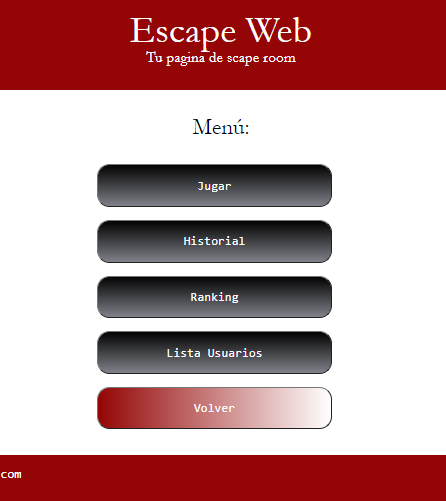 Escape Web
Tu pagina de scape room
Menú:
Jugar
Historial
Ranking
Lista Usuarios
Volver
com